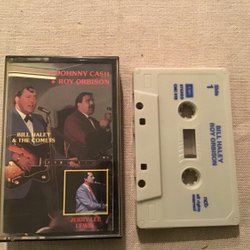 JOHNNY CASH
ROY ORBISON
BILL HALEY
& THE COMETS
JERRY LEE
LEWIS
Side
1
BILL HALEY
ROY ORBISON